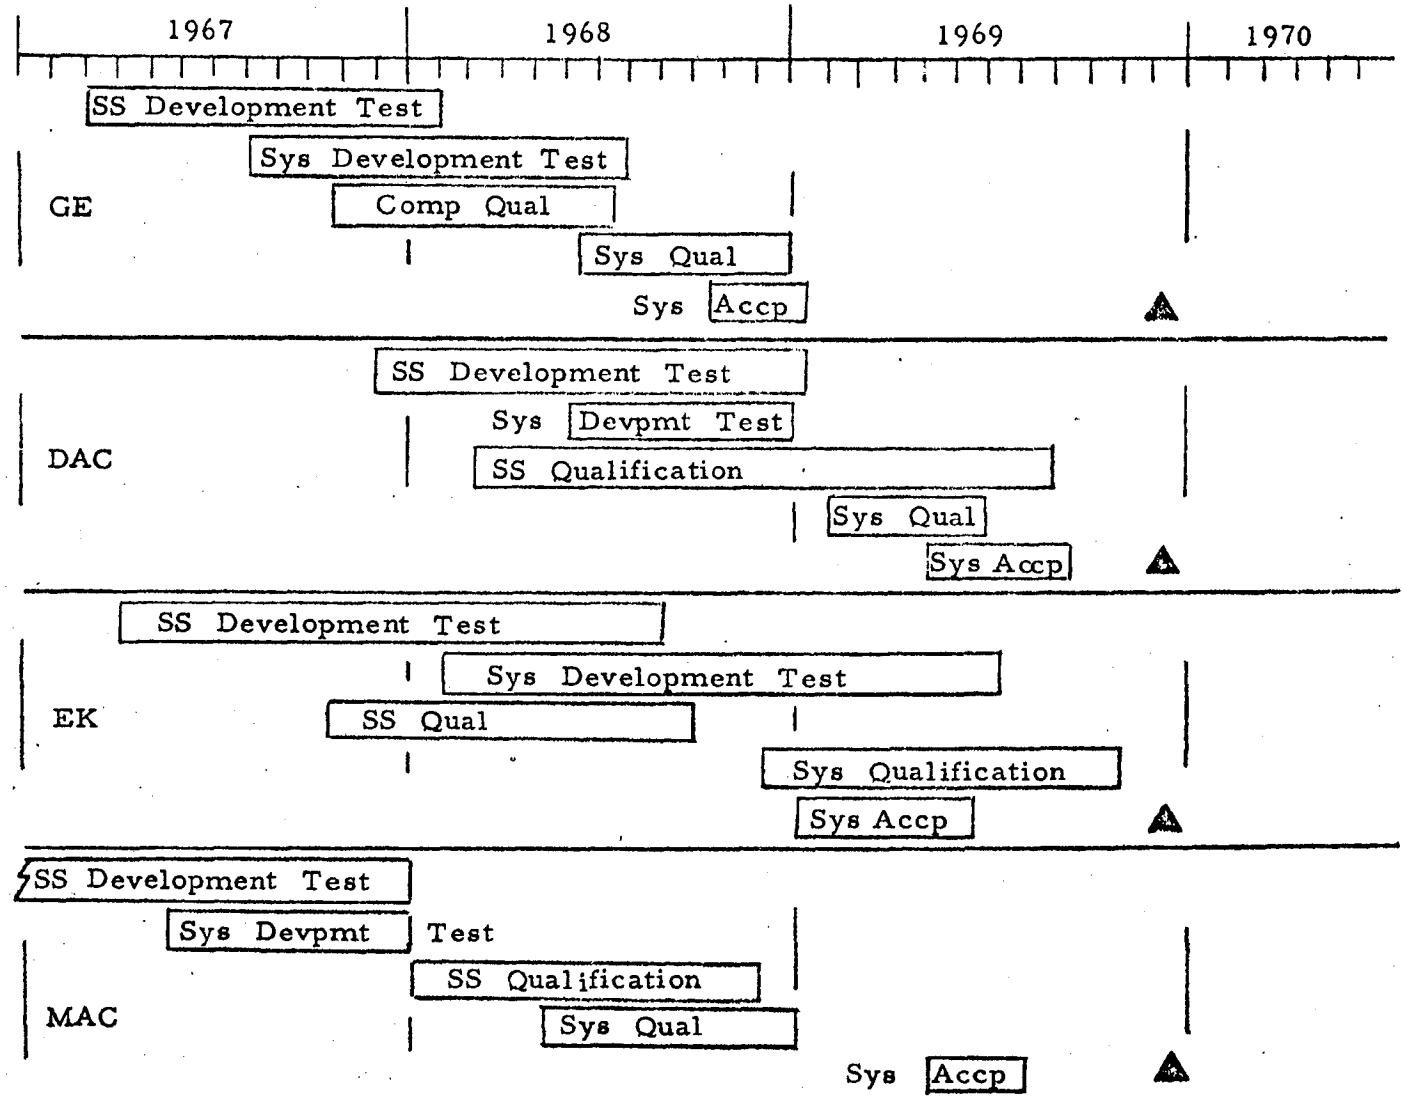 1967 1968 1969 1970
SS Development Test
Sys Development Test
GE
Comp Qual
Sys Qual
Sys Accp
SS Development Test
Sys Devpmt Test
DAC
SS Qualification
Sys Qual
Sys Accp
SS Development Test
Sys Development Test
EK
SS Qual
Sys Qualification
Sys Accp
SS Development Test
Sys Devpmt Test
SS Qualification
MAC
Sys Qual
Sys Accp